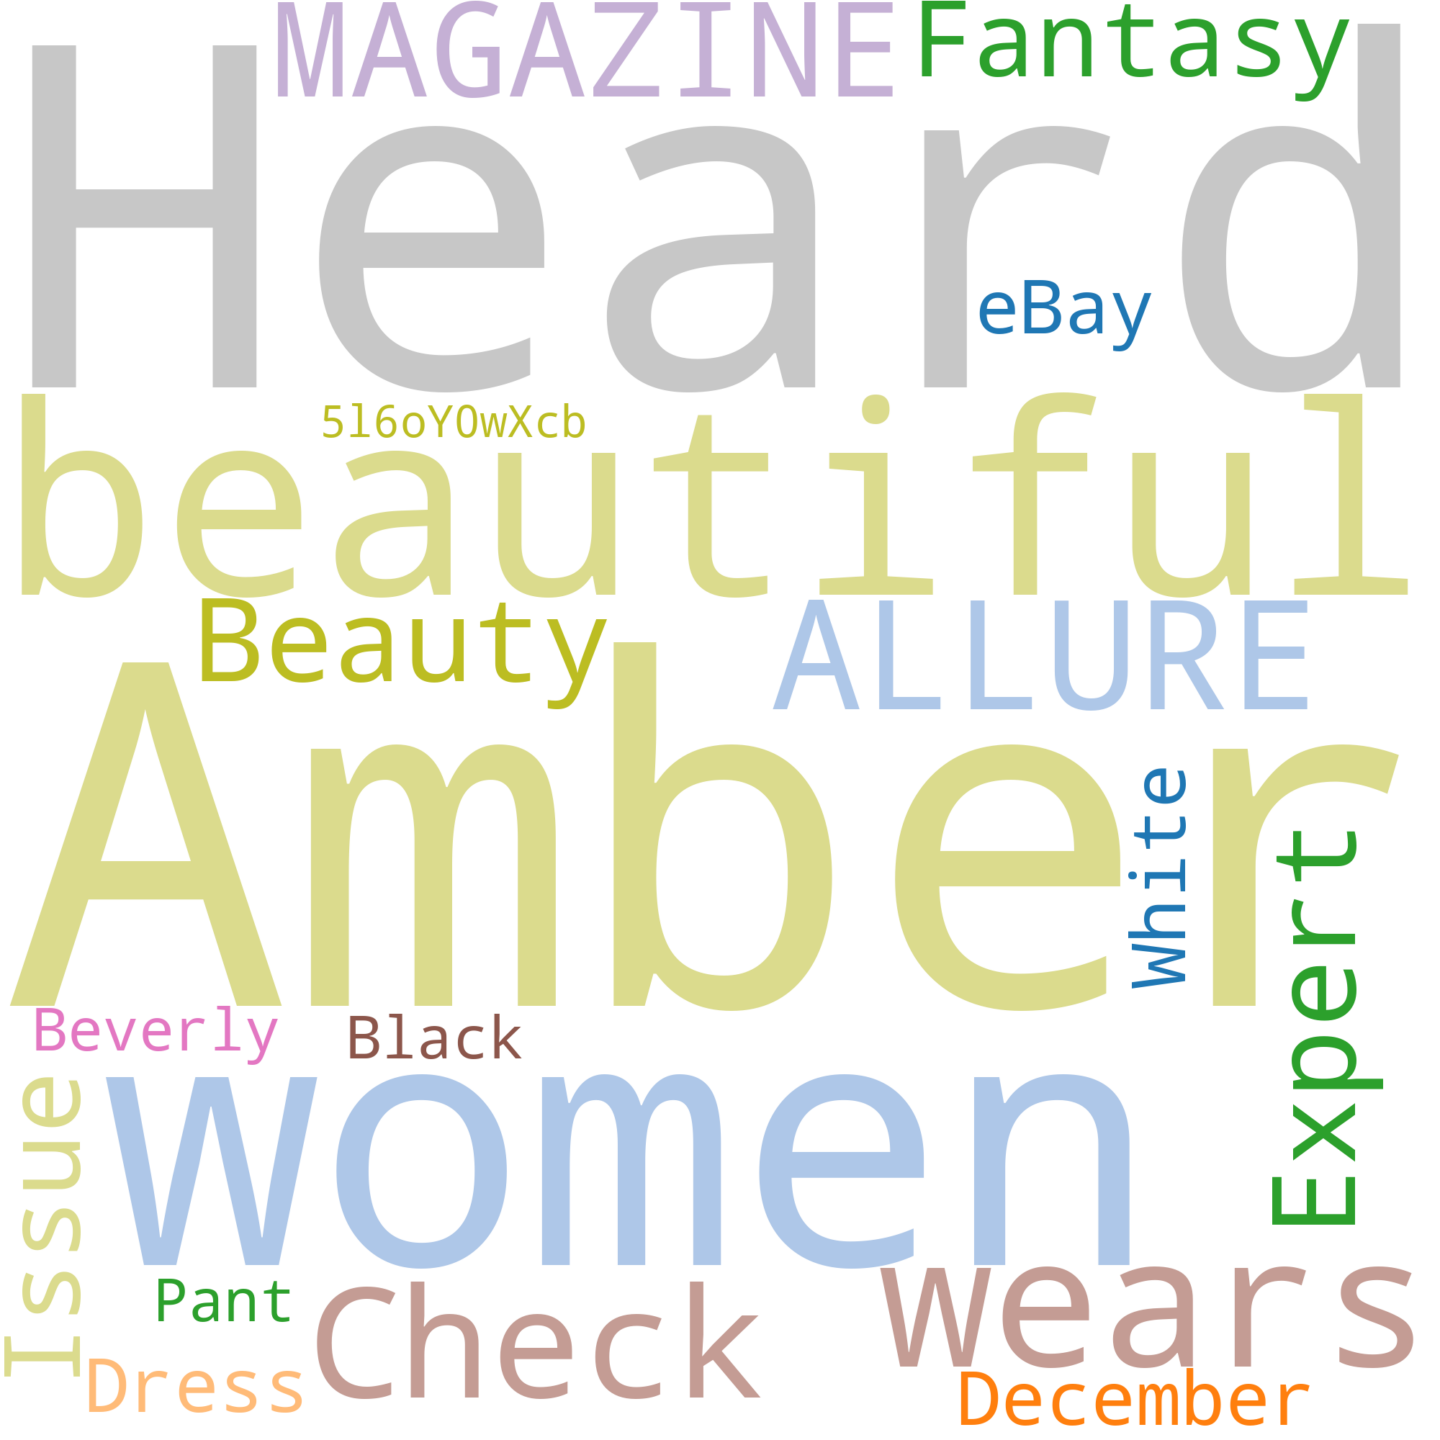 MAGAZINE
Fantasy
Heard
eBay
5l6oY0wXcb
beautiful
Beauty
ALLURE
Amber
White
Expert
Beverly
Black
women
Issue
Pant
Check
wears
Dress
December